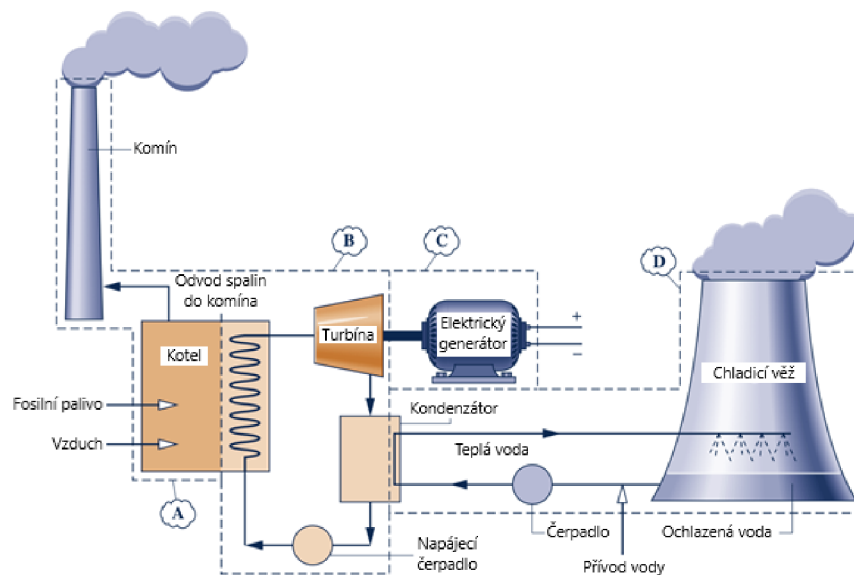 Komín
B
C
D
Odvod spalin
do komína
Turbína
Elektrický
generátor
+
−
Kotel
Chladicí věž
Fosilní palivo
Kondenzátor
Vzduch
Teplá voda
A
Napájecí
čerpadlo
Čerpadlo
Ochlazená voda
Přívod vody